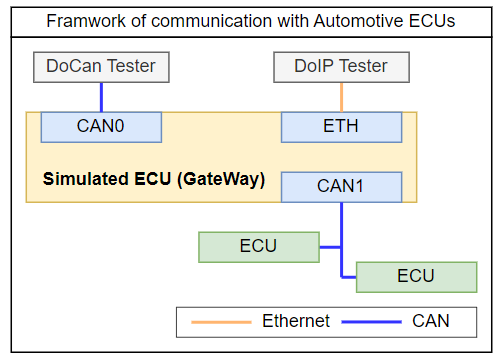 Framwork of communication with Automotive ECUs
DoCan Tester
DoIP Tester
CAN0
ETH
Simulated ECU (GateWay)
CAN1
ECU
ECU
Ethernet
CAN